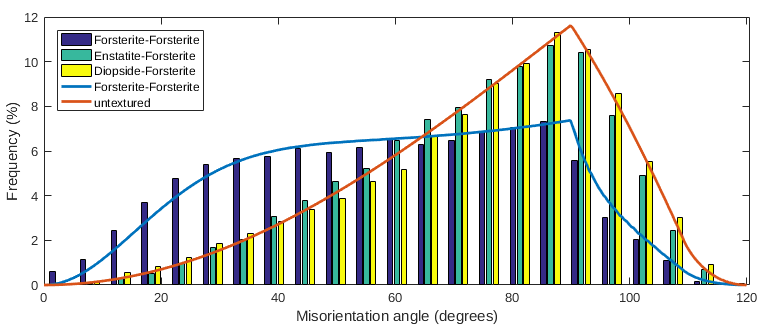 12
10
8
6
4
2
0
Frequency (%)
Forsterite-Forsterite
Enstatite-Forsterite
Diopside-Forsterite
Forsterite-Forsterite
untextured
0 20 40 60 80 100 120
Misorientation angle (degrees)